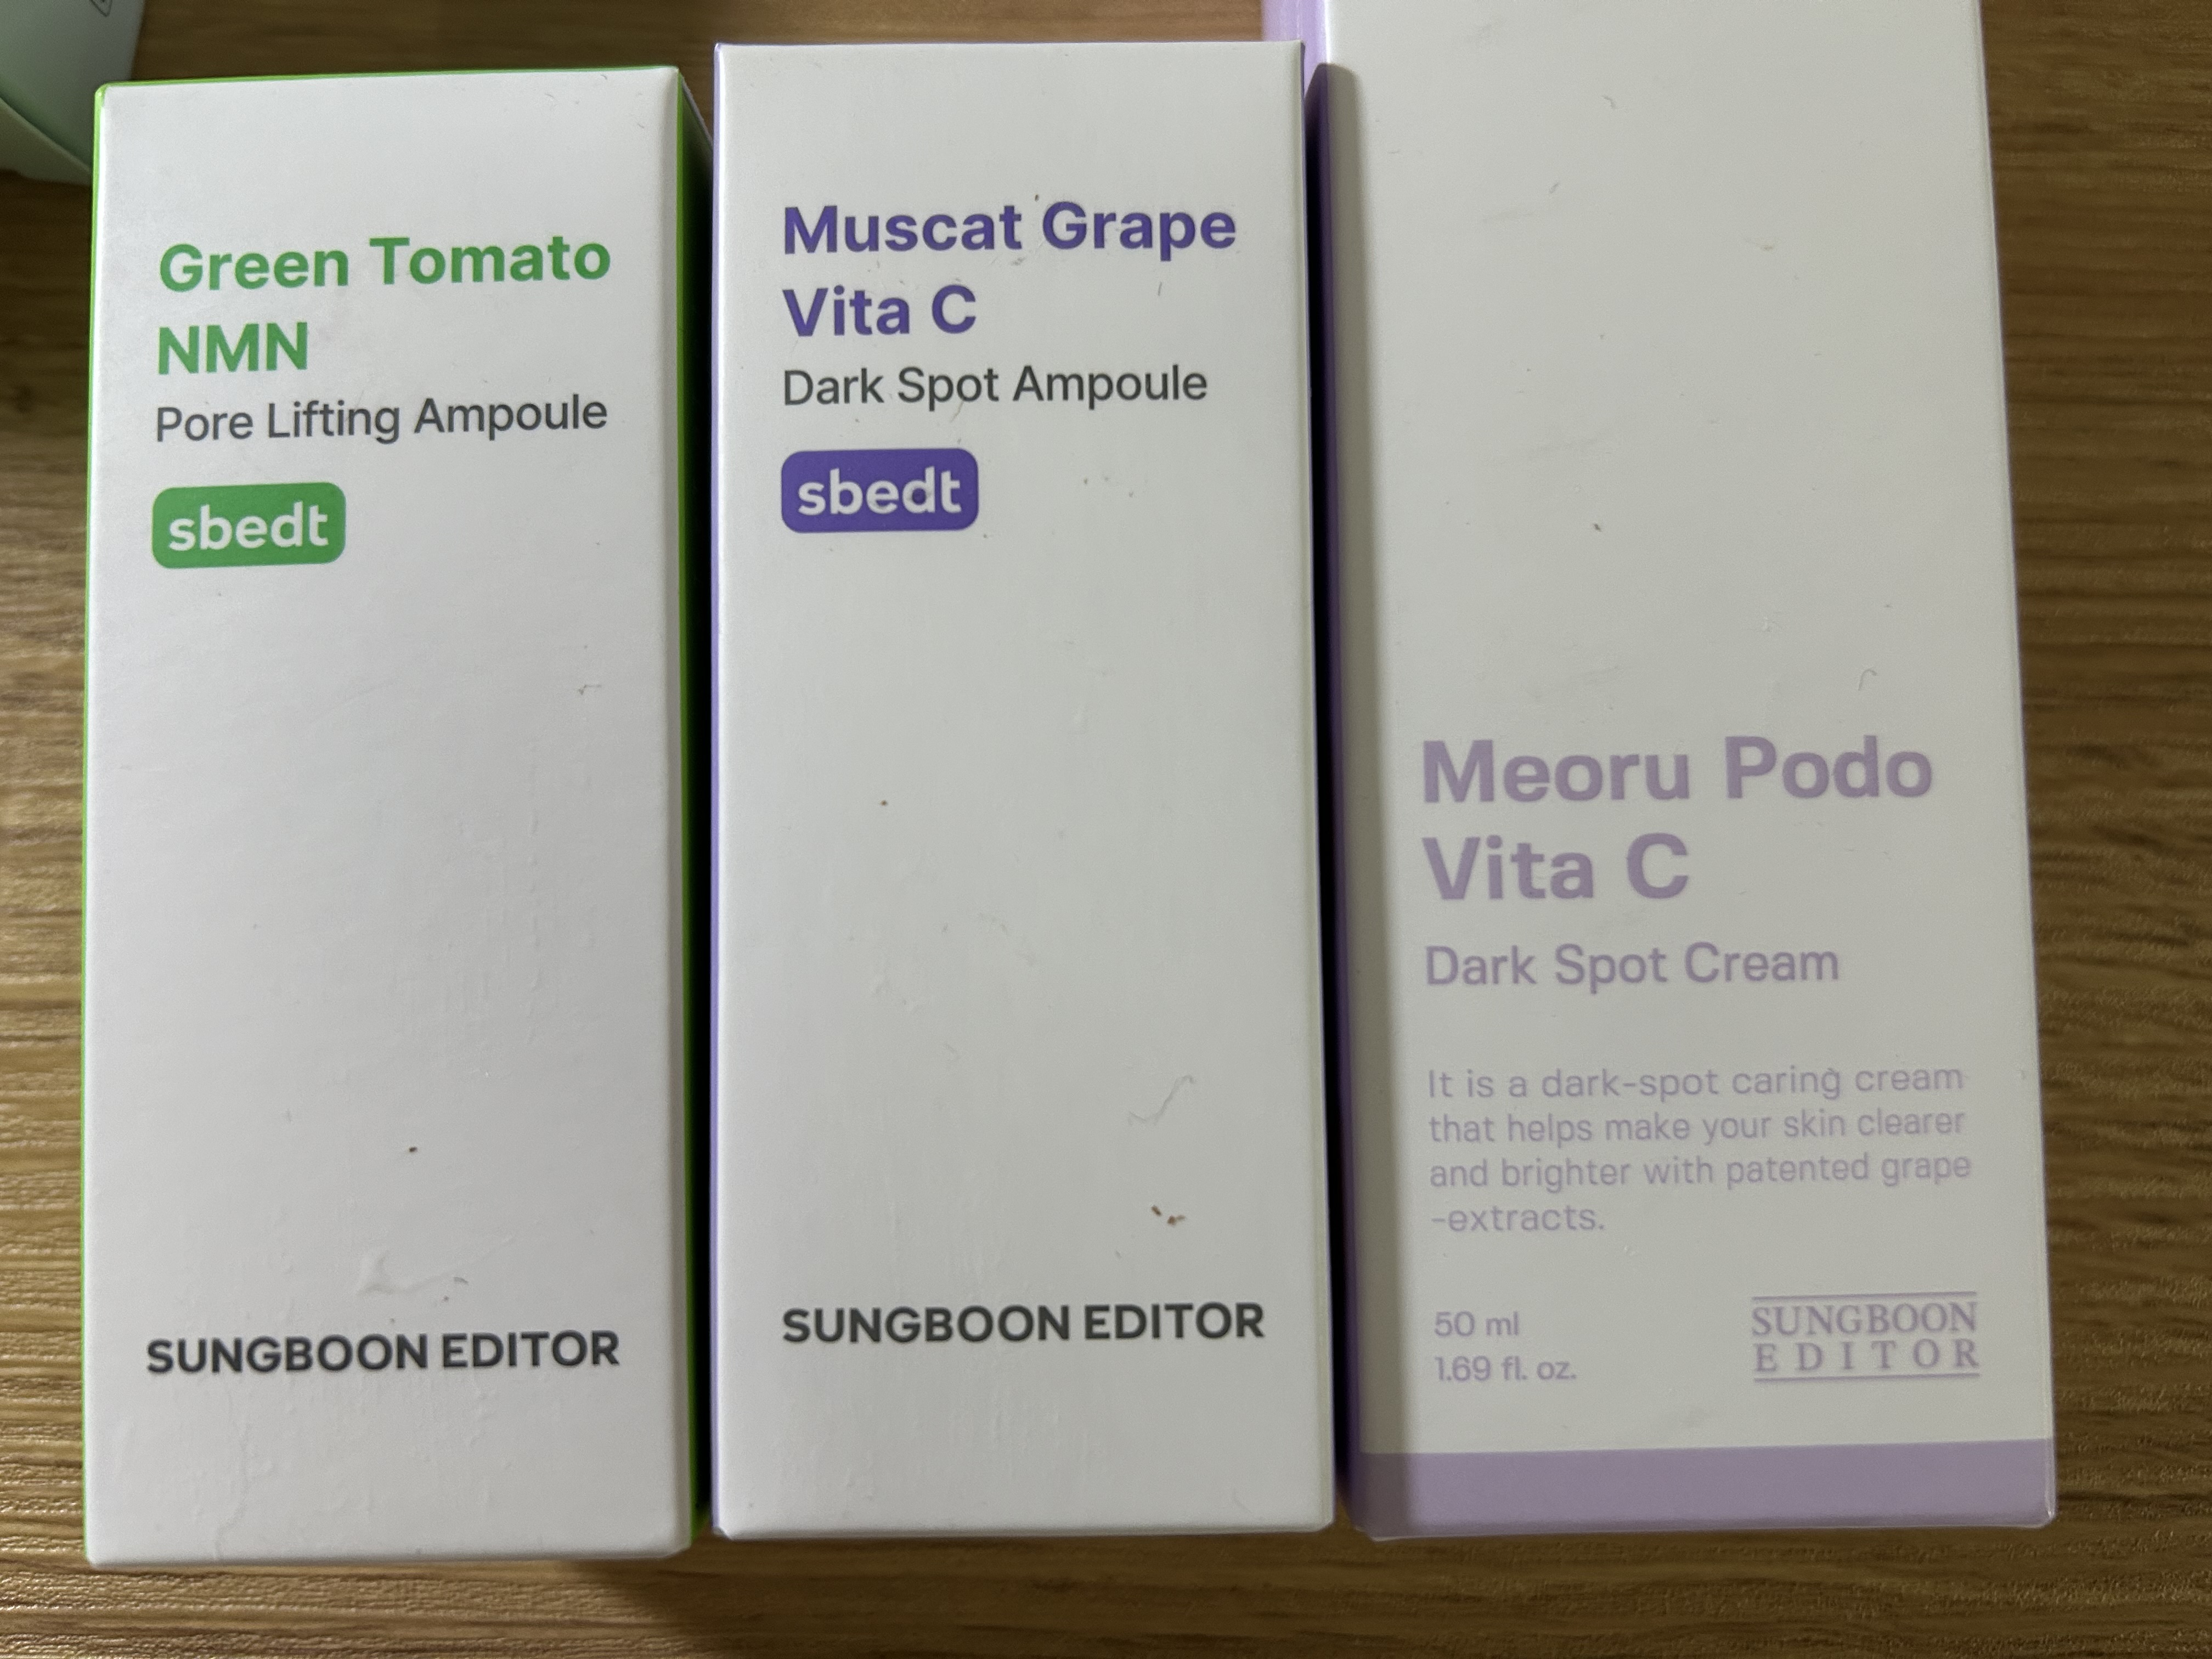 Green Tomato
NMN
Pore Lifting Ampoule
sbedt
SUNGBOON EDITOR
Muscat Grape
Vita C
Dark Spot Ampoule
sbedt
SUNGBOON EDITOR
Meoru Podo
Vita C
Dark Spot Cream
It is a dark-spot caring cream
that helps make your skin clearer
and brighter with patented grape
-extracts.
50 ml
1.69 fl. oz.
SUNGBOON
EDITOR